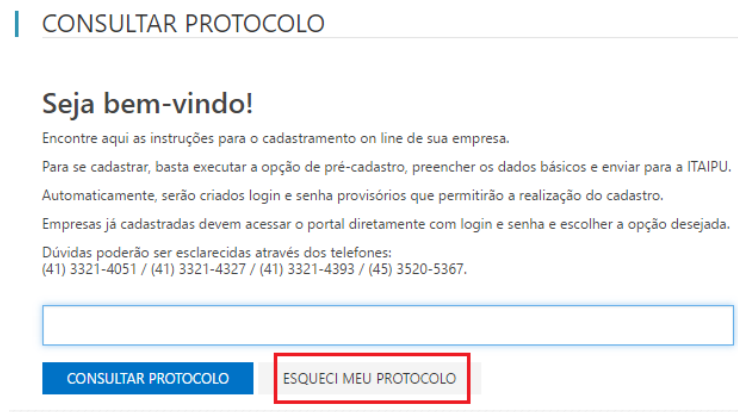 CONSULTAR PROTOCOLO
Seja bem-vindo!
Encontre aqui as instruções para o cadastramento on line de sua empresa.
Para se cadastrar, basta executar a opção de pré-cadastro, preencher os dados básicos e enviar para a ITAIPU.
Automaticamente, serão criados login e senha provisórios que permitirão a realização do cadastro.
Empresas já cadastradas devem acessar o portal diretamente com login e senha e escolher a opção desejada.
Dúvidas poderão ser esclarecidas através dos telefones:
(41) 3321-4051 / (41) 3321-4327 / (41) 3321-4393 / (45) 3520-5367.
CONSULTAR PROTOCOLO ESQUECI MEU PROTOCOLO